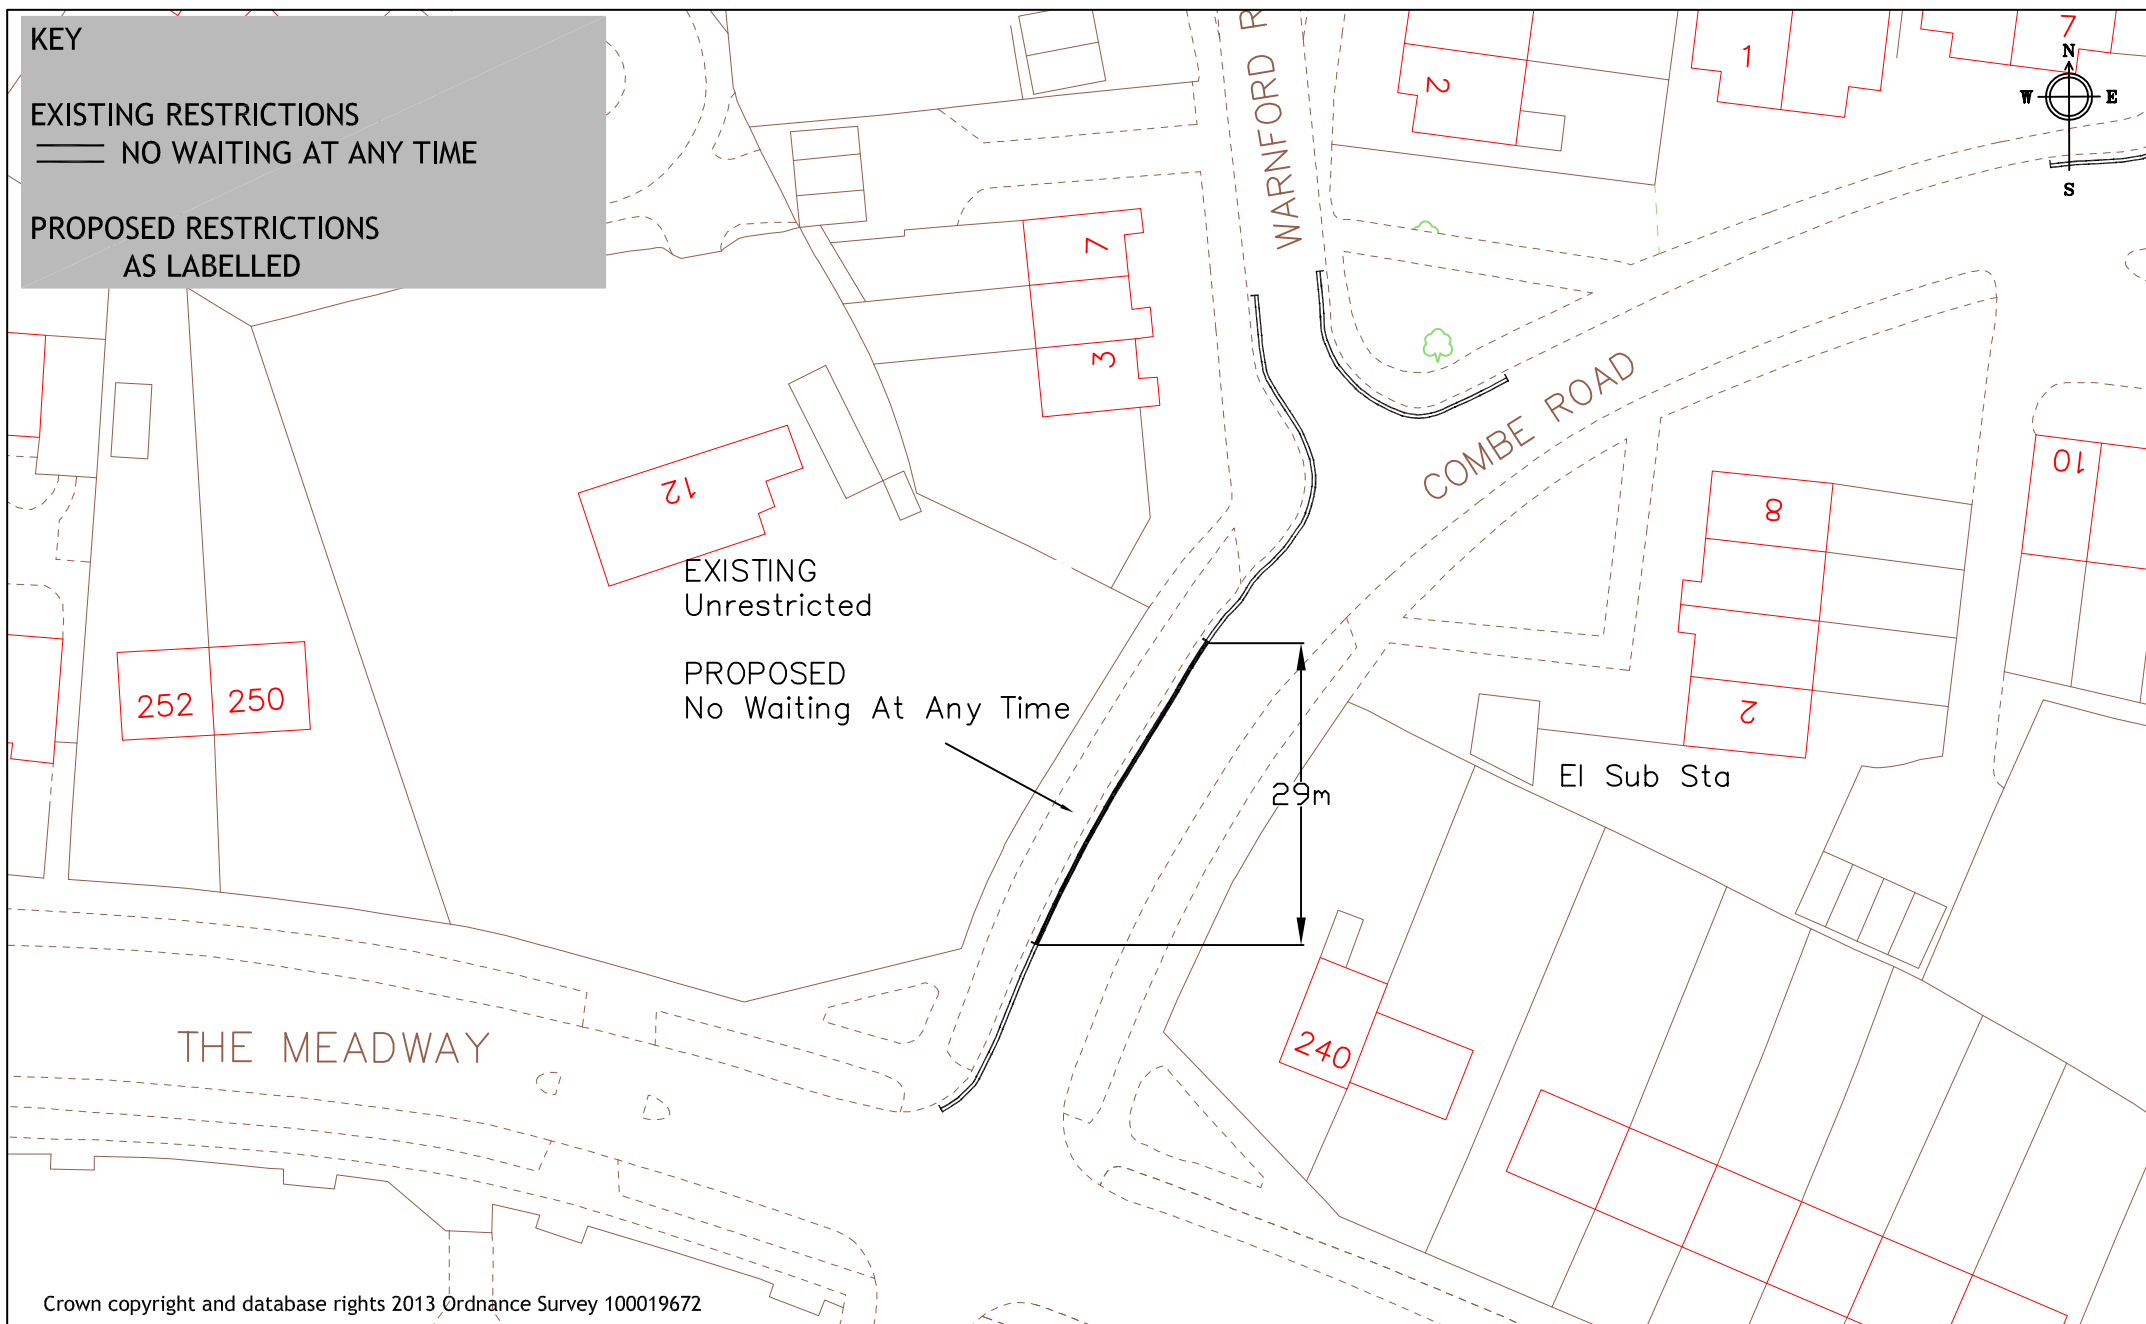 KEY
EXISTING RESTRICTIONS
NO WAITING AT ANY TIME
PROPOSED RESTRICTIONS
AS LABELLED
WARNFORD R
2
1
7
N
W E
S
7
3
COMBE ROAD
12
10
8
EXISTING
Unrestricted
PROPOSED
No Waiting At Any Time
252 250
2
El Sub Sta
29m
THE MEADWAY
240
Crown copyright and database rights 2013 Ordnance Survey 100019672